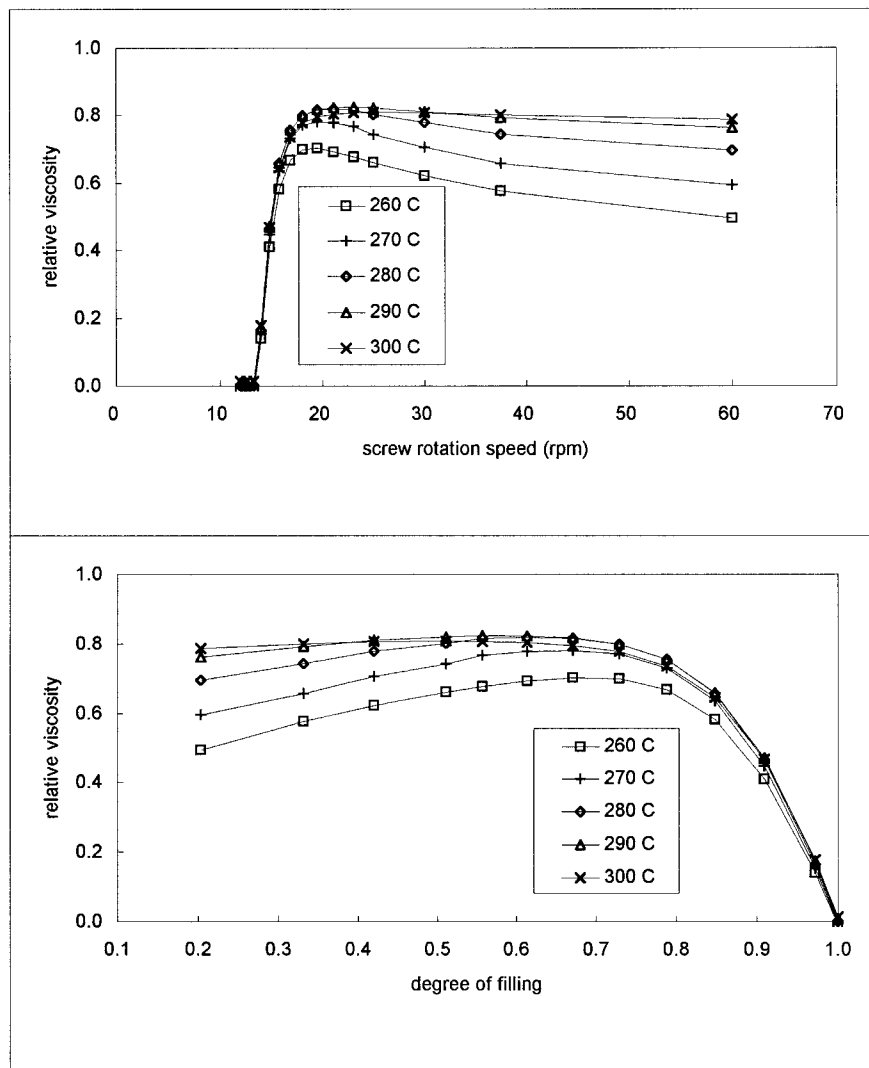 1.0
0.8
0.6
0.4
0.2
0.0
relative viscosity
260 C
270 C
280 C
290 C
300 C
0 10 20 30 40 50 60 70
screw rotation speed (rpm)
1.0
0.8
0.6
0.4
0.2
0.0
relative viscosity
260 C
270 C
280 C
290 C
300 C
0.1 0.2 0.3 0.4 0.5 0.6 0.7 0.8 0.9 1.0
degree of filling